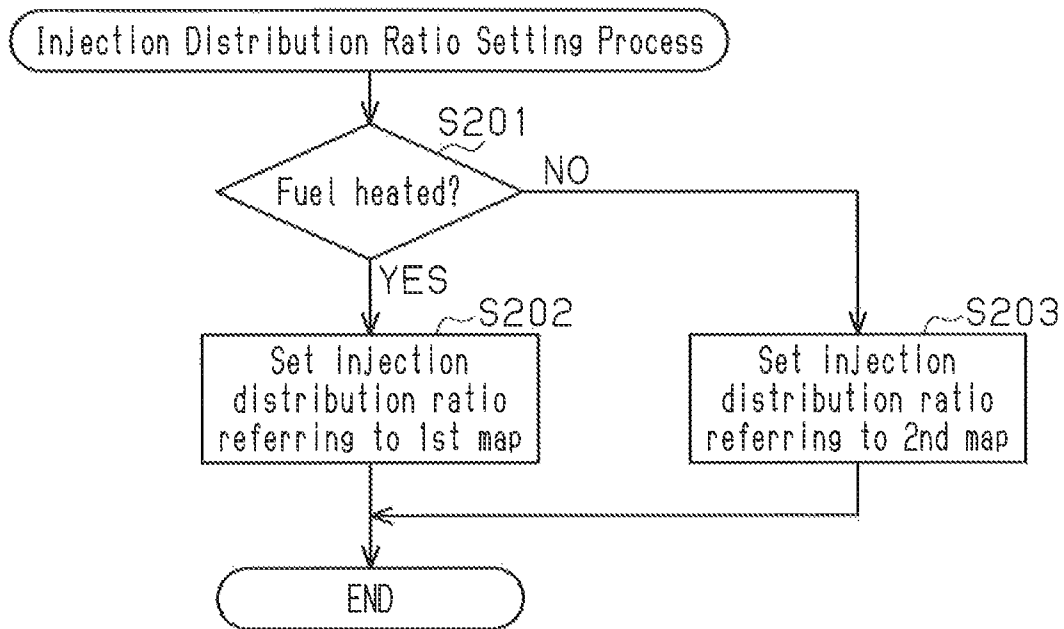 Injection Distribution Ratio Setting Process
S201
Fuel heated?
NO
YES
S202
Set Injection
distribution ratio
referring to 1st map
S203
Set Injection
distribution ratio
referring to 2nd map
END